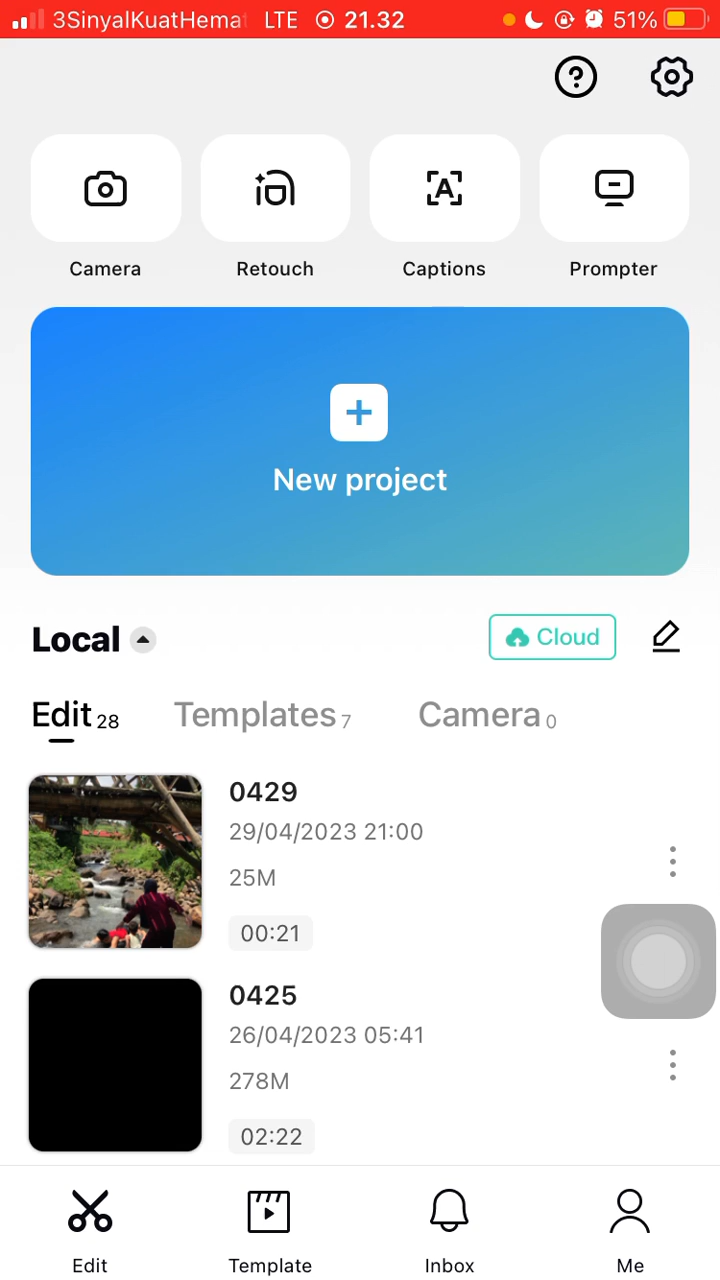 3SinyalKuatHemat LTE 21.32 51%
Camera Retouch Captions Prompter
New project
Local Cloud
Edit 28 Templates 7 Camera 0
0429
29/04/2023 21:00
25M
00:21
0425
26/04/2023 05:41
278M
02:22
Edit Template Inbox Me